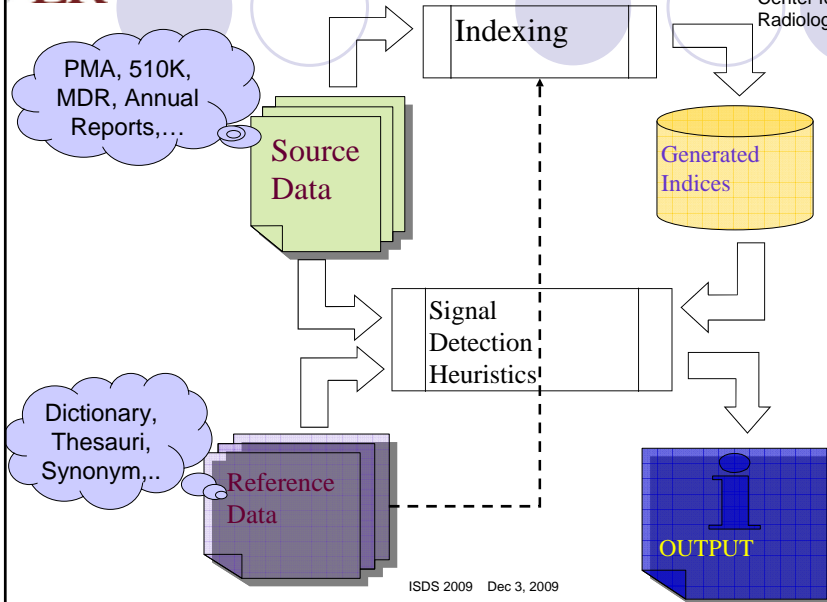 Radiolog
Indexing
PMA, 510K,
MDR, Annual
Reports,...
Source
Data
Generated
Indices
Signal
Detection
Heuristics
Dictionary,
Thesauri,
Synonym,..
Reference
Data
i
OUTPUT
ISDS 2009 Dec 3, 2009